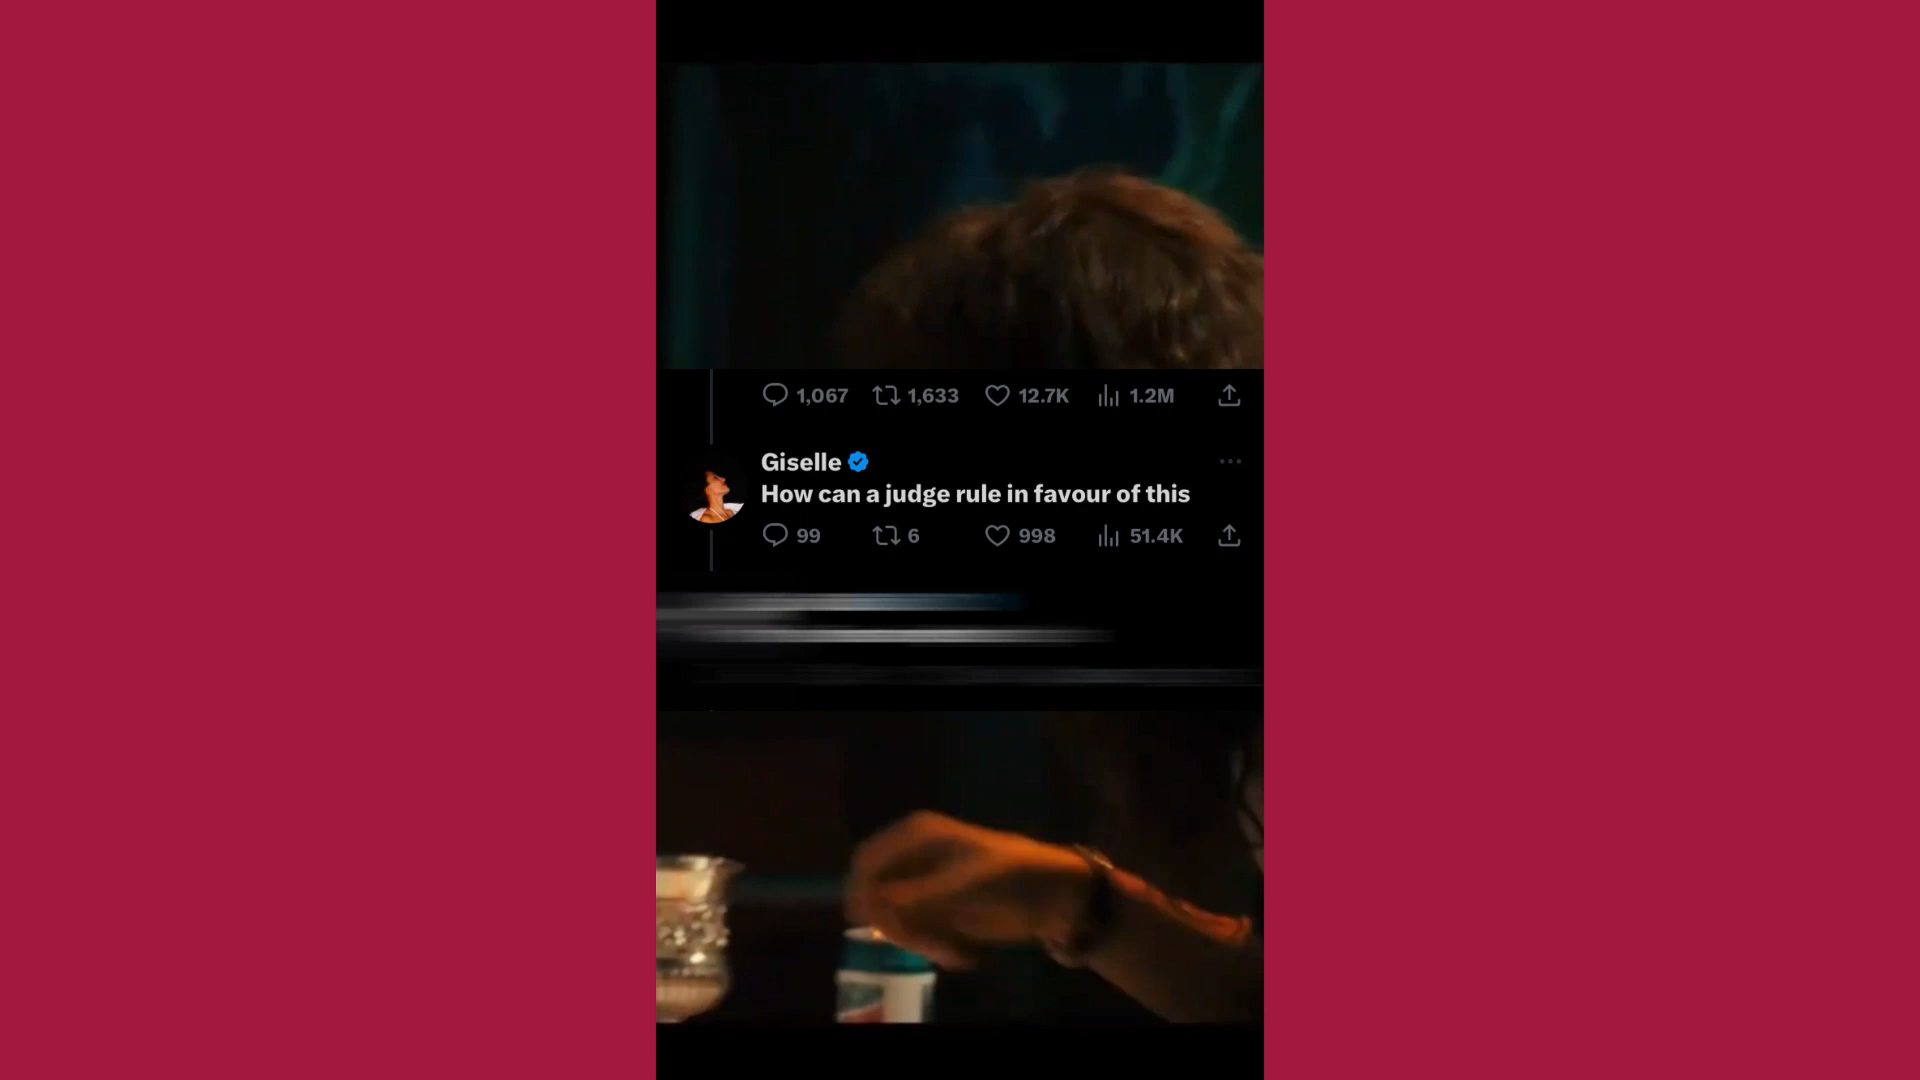 1,067 1,633 12.7K 1.2M
Giselle
How can a judge rule in favour of this
99 6 998 51.4K